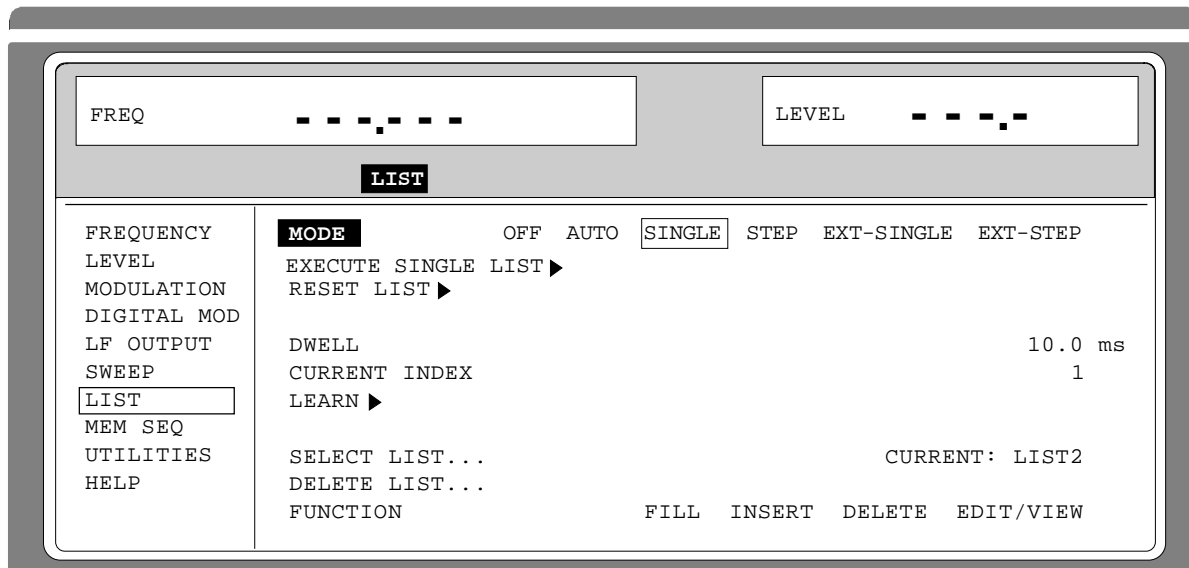 FREQ - - -.- - - LEVEL - - -.-
LIST
FREQUENCY
LEVEL
MODULATION
DIGITAL MOD
LF OUTPUT
SWEEP
LIST
MEM SEQ
UTILITIES
HELP
MODE OFF AUTO SINGLE STEP EXT-SINGLE EXT-STEP
EXECUTE SINGLE LIST
RESET LIST
DWELL 10.0 ms
CURRENT INDEX 1
LEARN
SELECT LIST... CURRENT: LIST2
DELETE LIST...
FUNCTION FILL INSERT DELETE EDIT/VIEW